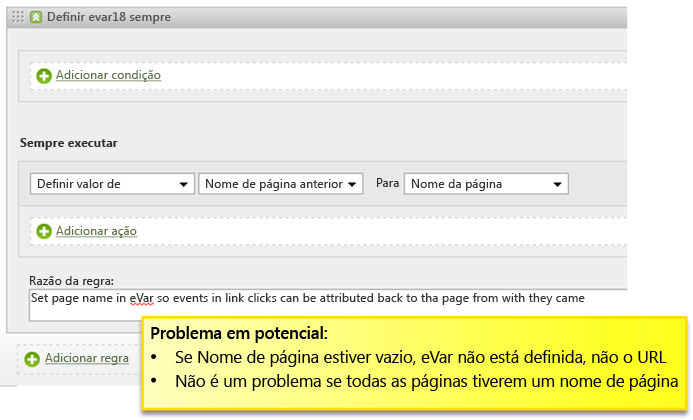 Definir evar18 sempre
Adicionar condição
Sempre executar
Definir valor de Nome de página anterior Para Nome da página
Adicionar ação
Razão da regra:
Set page name in eVar so events in link clicks can be attributed back to tha page from with they came
Adicionar regra
Problema em potencial:
• Se Nome de página estiver vazio, eVar não está definida, não o URL
• Não é um problema se todas as páginas tiverem um nome de página